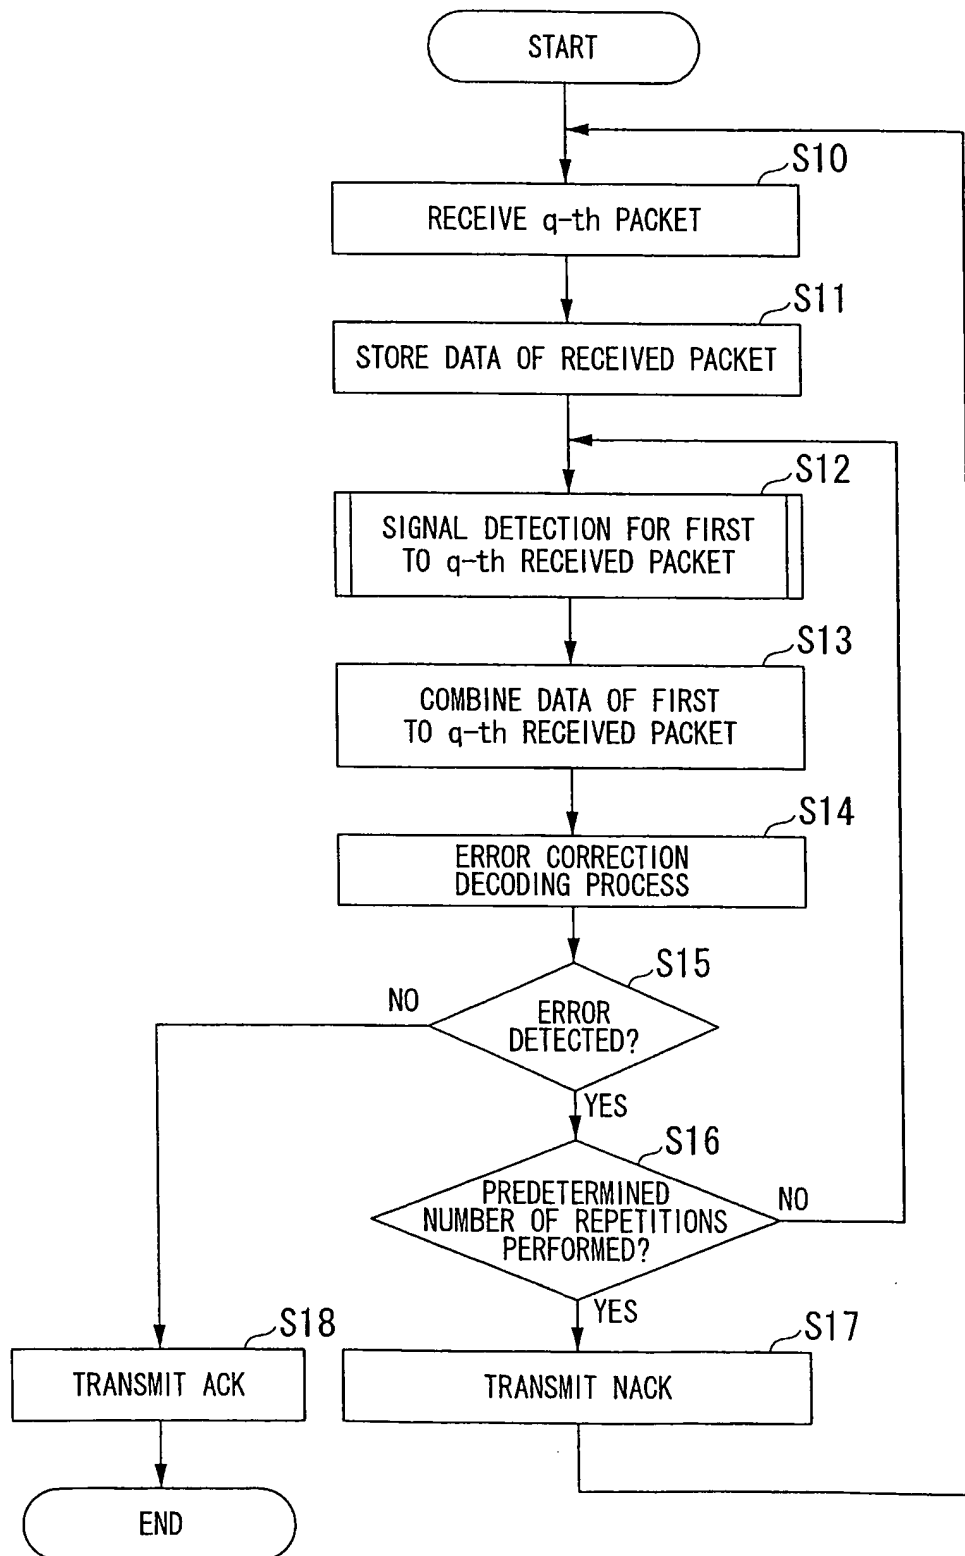 START
S10
RECEIVE q-th PACKET
S11
STORE DATA OF RECEIVED PACKET
S12
SIGNAL DETECTION FOR FIRST
TO q-th RECEIVED PACKET
S13
COMBINE DATA OF FIRST
TO q-th RECEIVED PACKET
S14
ERROR CORRECTION
DECODING PROCESS
S15
NO
ERROR
DETECTED?
YES
S16
PREDETERMINED
NUMBER OF REPETITIONS
PERFORMED?
NO
YES
S18
TRANSMIT ACK
S17
TRANSMIT NACK
END